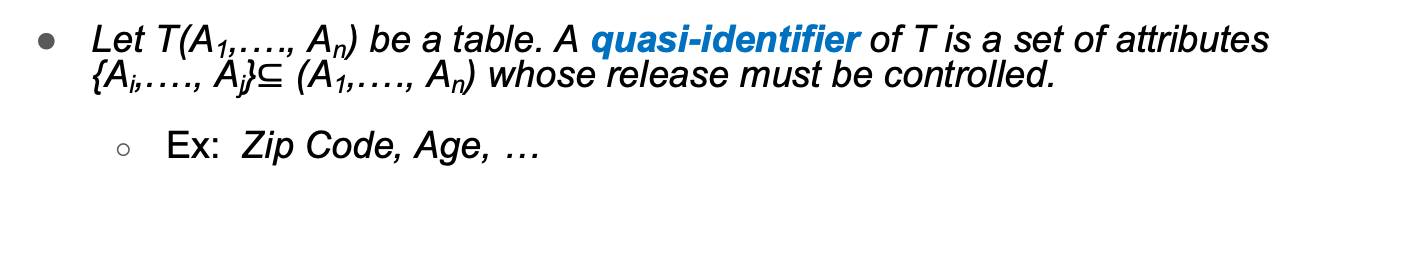 ● Let T(A₁,…., Aₙ) be a table. A quasi-identifier of T is a set of attributes
{Aᵢ,…., Aⱼ}⊆ (A₁,…., Aₙ) whose release must be controlled.
○ Ex: Zip Code, Age, …